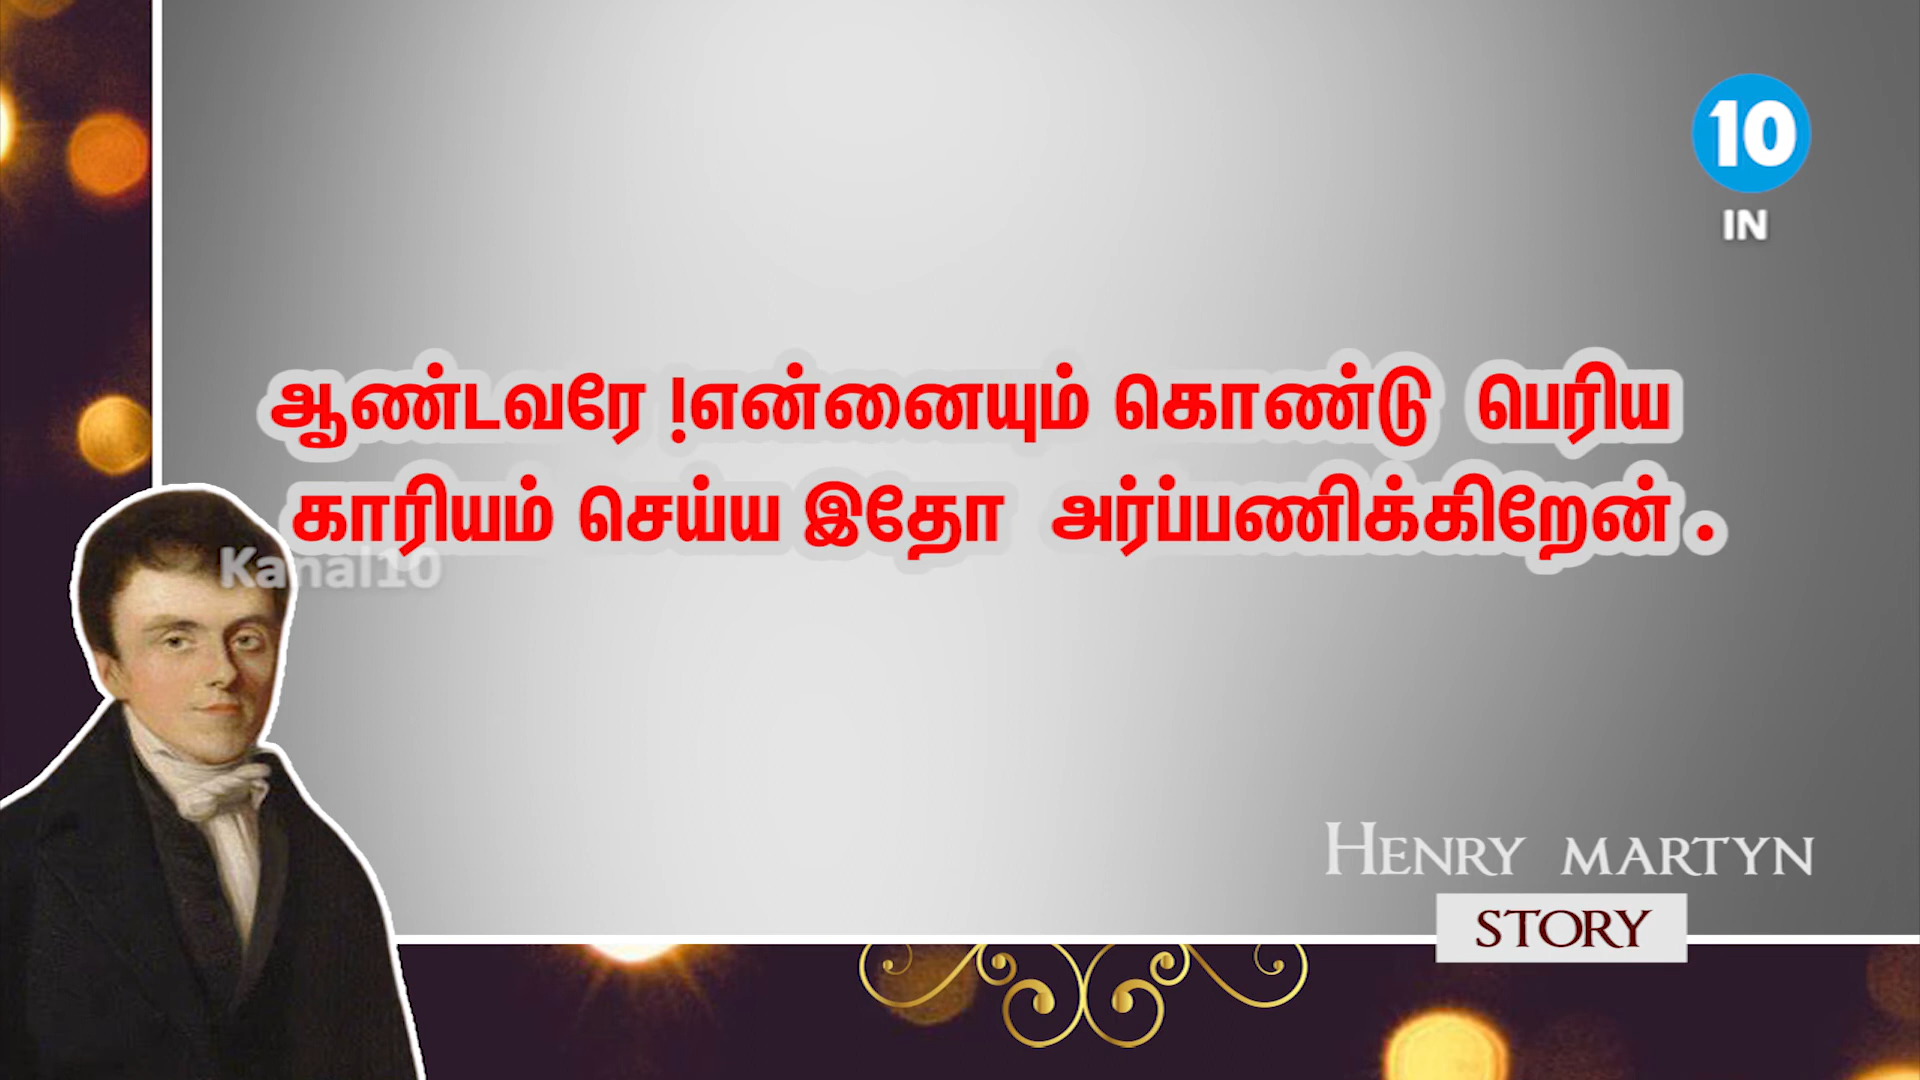 10
IN
ஆண்டவரே !என்னையும் கொண்டு பெரிய
காரியம் செய்ய இதோ அர்ப்பணிக்கிறேன் .
Kanal10
HENRY MARTYN
STORY